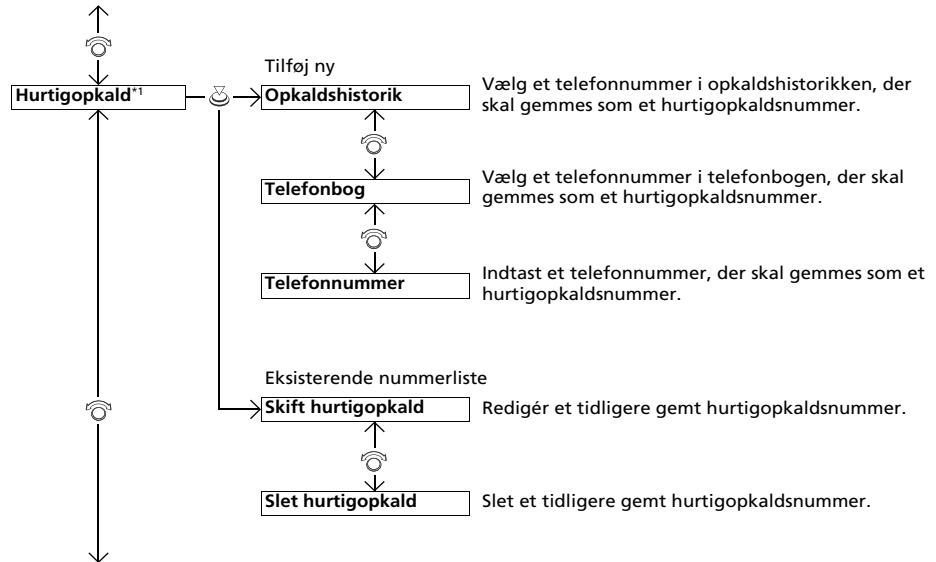 Tilføj ny
Hurtigopkald*1
Opkaldshistorik
Vælg et telefonnummer i opkaldshistorikken, der
skal gemmes som et hurtigopkaldsnummer.
Telefonbog
Vælg et telefonnummer i telefonbogen, der skal
gemmes som et hurtigopkaldsnummer.
Telefonnummer
Indtast et telefonnummer, der skal gemmes som et
hurtigopkaldsnummer.
Eksisterende nummerliste
Skift hurtigopkald
Redigér et tidligere gemt hurtigopkaldsnummer.
Slet hurtigopkald
Slet et tidligere gemt hurtigopkaldsnummer.